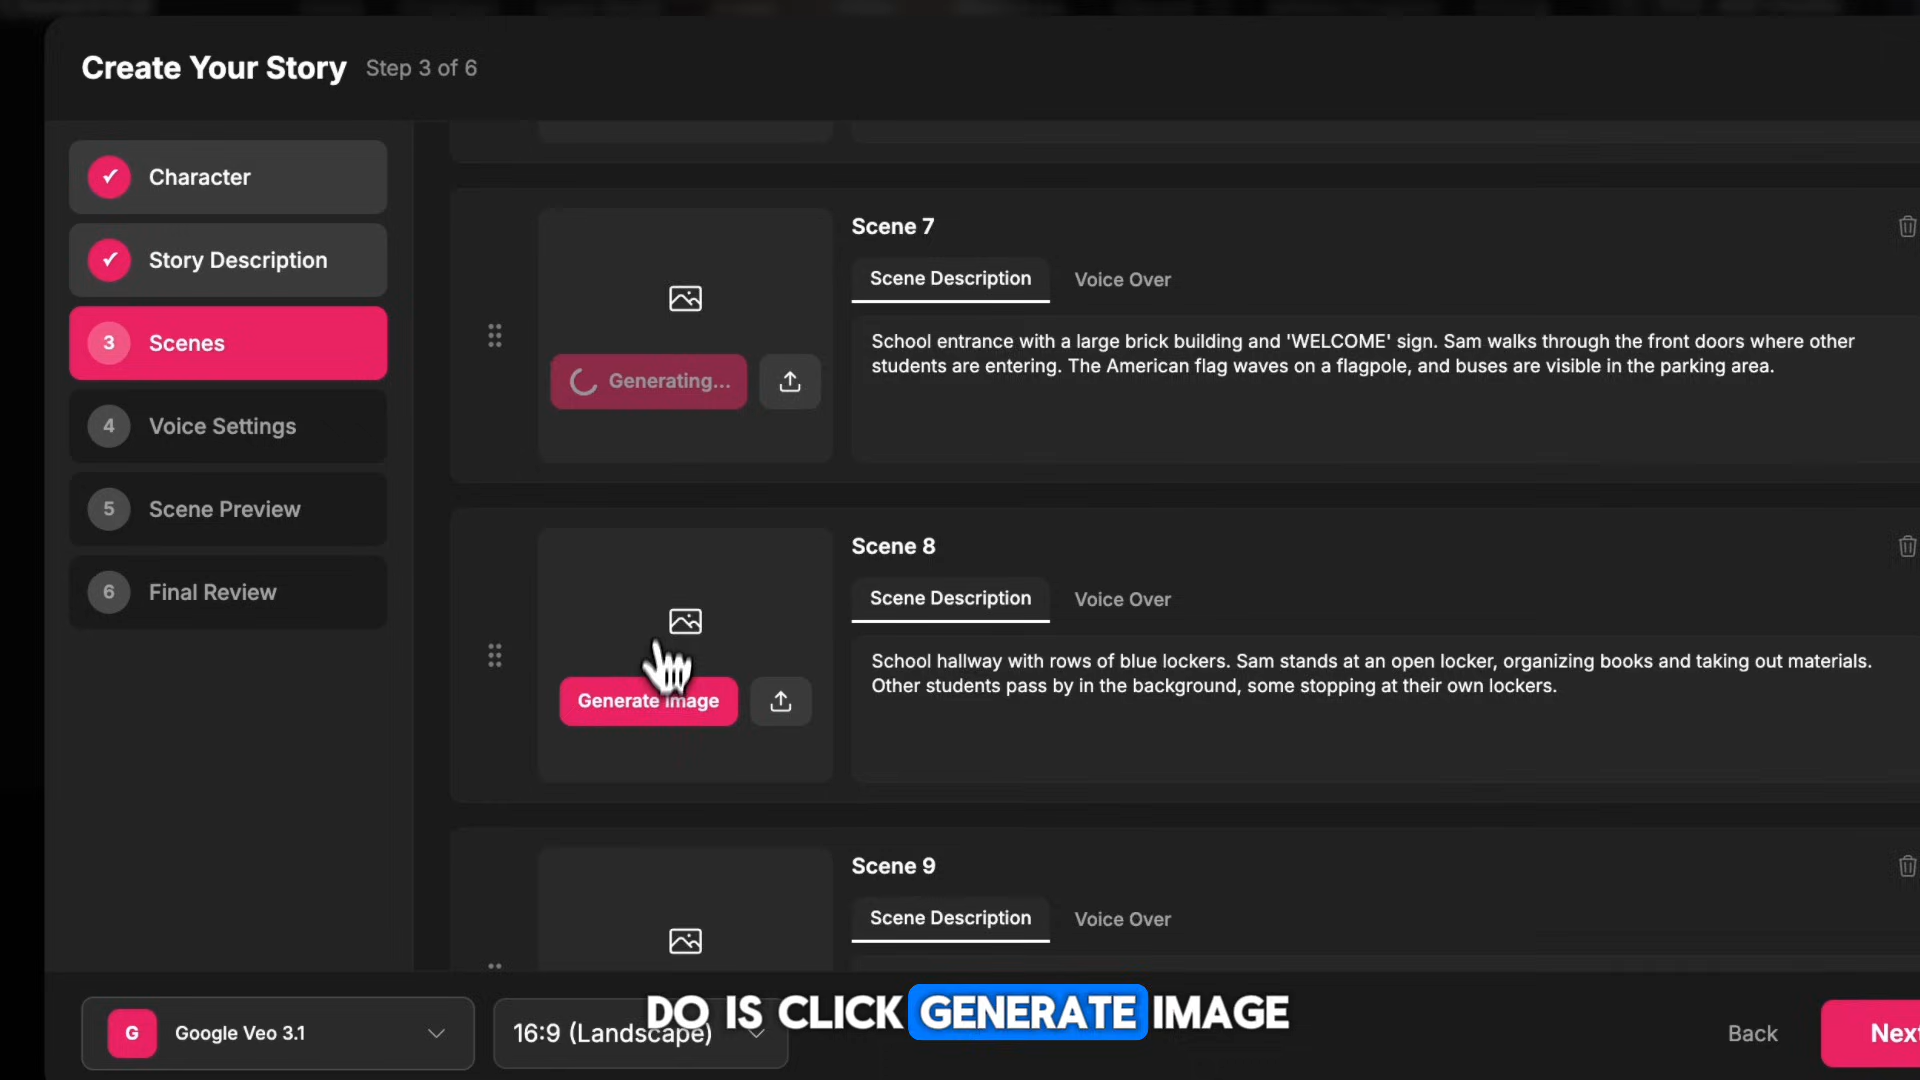 Create Your Story Step 3 of 6
✓ Character
✓ Story Description
3 Scenes
4 Voice Settings
5 Scene Preview
6 Final Review
Scene 7
Scene Description Voice Over
School entrance with a large brick building and 'WELCOME' sign. Sam walks through the front doors where other
students are entering. The American flag waves on a flagpole, and buses are visible in the parking area.
Generating...
Scene 8
Scene Description Voice Over
School hallway with rows of blue lockers. Sam stands at an open locker, organizing books and taking out materials.
Other students pass by in the background, some stopping at their own lockers.
Generate Image
Scene 9
Scene Description Voice Over
DO IS CLICK GENERATE IMAGE
G Google Veo 3.1
16:9 (Landscape)
Back
Next